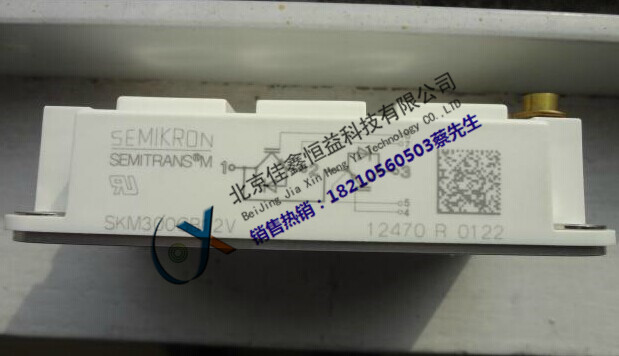 SEMIKRON
SEMITRANS®M
1
3
5
4
12470 R 0122
北京佳鑫恒益科技有限公司
BeiJing Jia Xin Heng Yi Technology CO.,LTD
销售热销:18210560503蔡先生